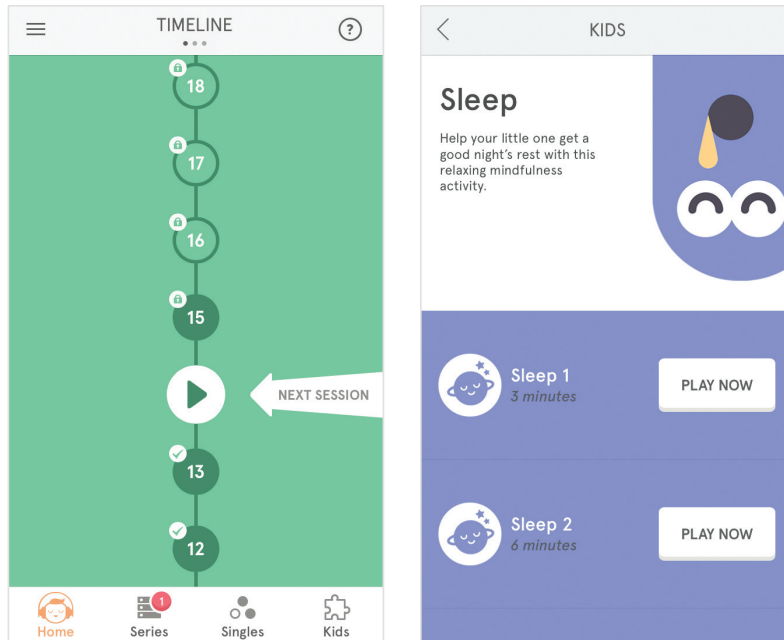 TIMELINE
?
18
17
16
15
NEXT SESSION
13
12
1
Home
Series
Singles
Kids
KIDS
Sleep
Help your little one get a
good night's rest with this
relaxing mindfulness
activity.
Sleep 1
3 minutes
PLAY NOW
Sleep 2
6 minutes
PLAY NOW